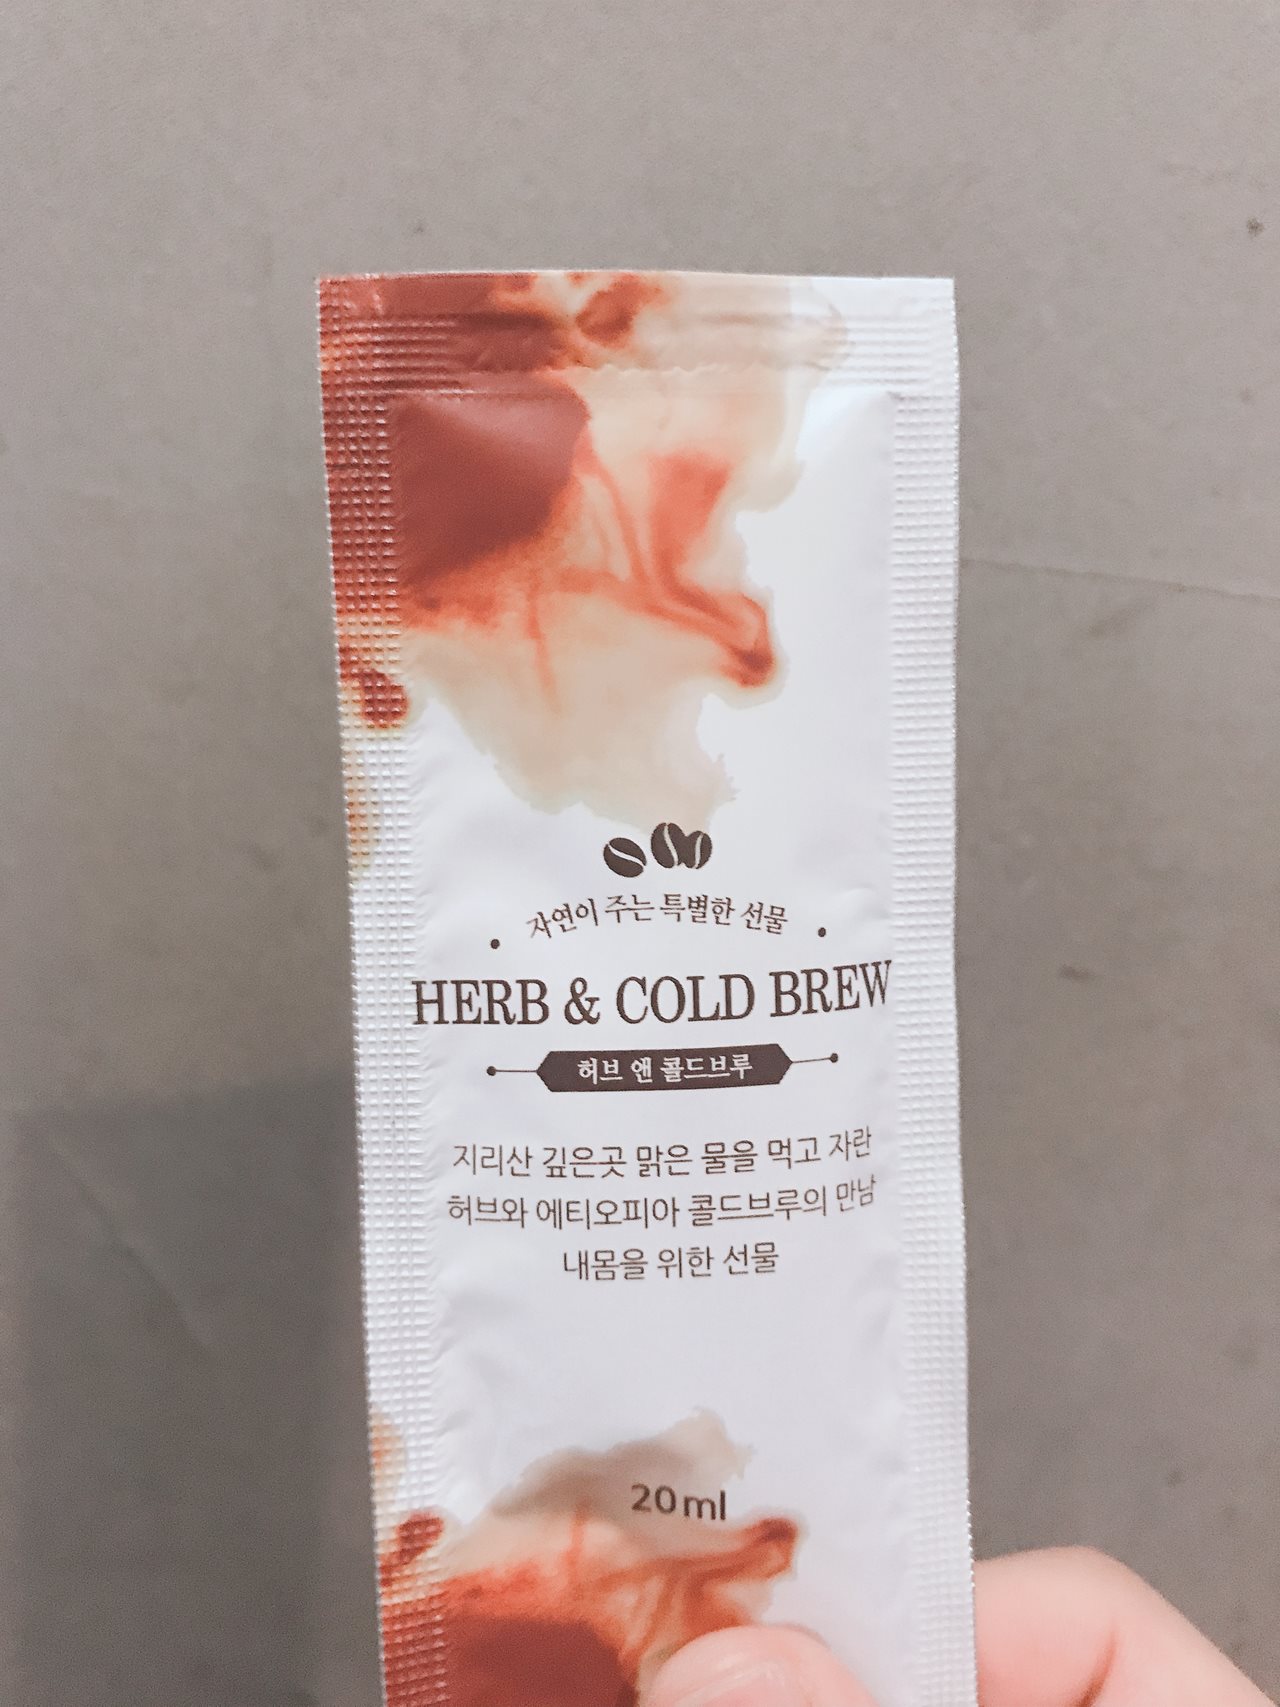 자연이 주는 특별한 선물
HERB & COLD BREW
허브 앤 콜드브루
지리산 깊은곳 맑은 물을 먹고 자란
허브와 에티오피아 콜드브루의 만남
내몸을 위한 선물
20ml